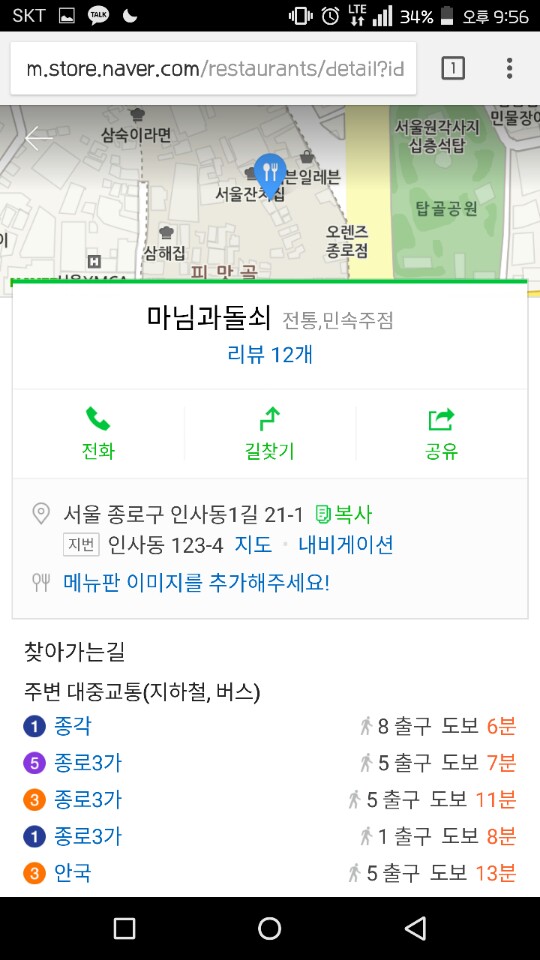 SKT TALK LTE 34% 오후 9:56
m.store.naver.com/restaurants/detail?id 1
삼숙이라면
서울원각사지
십층석탑
민물장어
세븐일레븐
서울잔치집
탑골공원
오렌즈
종로점
삼해집
피맛골
마님과돌쇠 전통,민속주점
리뷰 12개
전화 길찾기 공유
서울 종로구 인사동1길 21-1 복사
지번 인사동 123-4 지도 · 내비게이션
메뉴판 이미지를 추가해주세요!
찾아가는길
주변 대중교통(지하철, 버스)
1 종각 8 출구 도보 6분
5 종로3가 5 출구 도보 7분
3 종로3가 5 출구 도보 11분
1 종로3가 1 출구 도보 8분
3 안국 5 출구 도보 13분